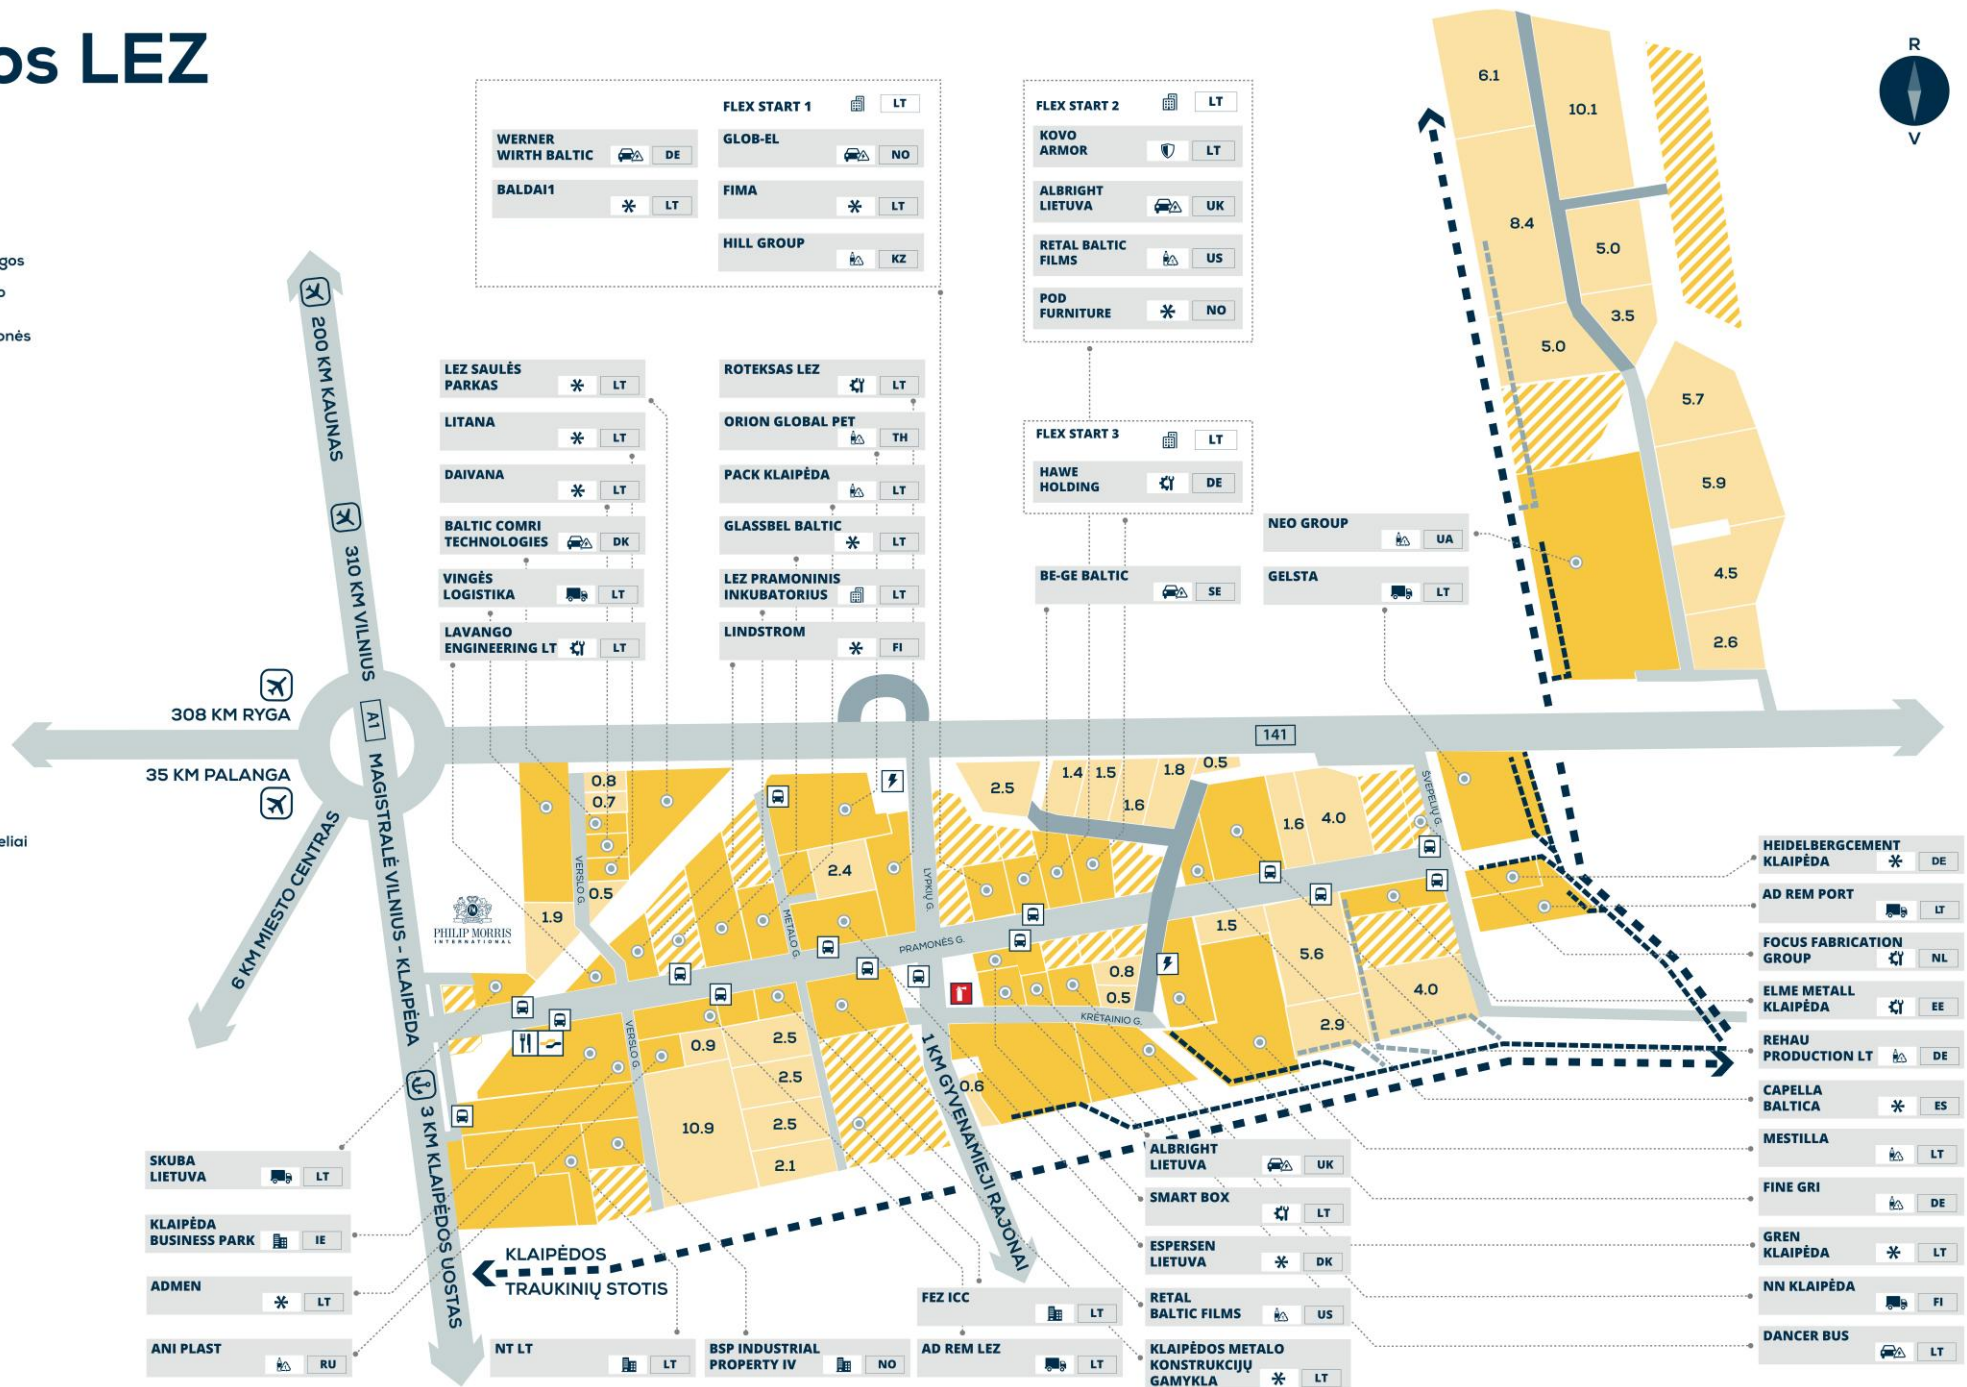 os LEZ
gos
o
onės
eliai
R
V
FLEX START 1
LT
WERNER
WIRTH BALTIC
DE
GLOB-EL
NO
BALDAI1
LT
FIMA
LT
HILL GROUP
KZ
FLEX START 2
LT
KOVO
ARMOR
LT
ALBRIGHT
LIETUVA
UK
RETAL BALTIC
FILMS
US
POD
FURNITURE
NO
FLEX START 3
LT
HAWE
HOLDING
DE
LEZ SAULĖS
PARKAS
LT
LITANA
LT
DAIVANA
LT
BALTIC COMRI
TECHNOLOGIES
DK
VINGĖS
LOGISTIKA
LT
LAVANGO
ENGINEERING LT
LT
ROTEKSAS LEZ
LT
ORION GLOBAL PET
TH
PACK KLAIPĖDA
LT
GLASSBEL BALTIC
LT
LEZ PRAMONINIS
INKUBATORIUS
LT
LINDSTROM
FI
BE-GE BALTIC
SE
NEO GROUP
UA
GELSTA
LT
6.1
10.1
8.4
5.0
3.5
5.0
5.7
5.9
4.5
2.6
200 KM KAUNAS
310 KM VILNIUS
A1
MAGISTRALĖ VILNIUS - KLAIPĖDA
3 KM KLAIPĖDOS UOSTAS
308 KM RYGA
35 KM PALANGA
6 KM MIESTO CENTRAS
141
PHILIP MORRIS
INTERNATIONAL
0.8
0.7
0.5
1.9
2.4
2.5
1.4
1.5
1.6
1.8
0.5
1.6
4.0
1.5
5.6
2.9
4.0
0.8
0.5
0.6
0.9
2.5
2.5
2.5
2.1
10.9
VERSLO G.
VERSLO G.
METALO G.
LYPKIŲ G.
PRAMONĖS G.
KRĖTAINIO G.
ŠVEPELIŲ G.
1 KM GYVENAMIEJI RAJONAI
KLAIPĖDOS
TRAUKINIŲ STOTIS
SKUBA
LIETUVA
LT
KLAIPĖDA
BUSINESS PARK
IE
ADMEN
LT
ANI PLAST
RU
NT LT
LT
BSP INDUSTRIAL
PROPERTY IV
NO
FEZ ICC
LT
AD REM LEZ
LT
ALBRIGHT
LIETUVA
UK
SMART BOX
LT
ESPERSEN
LIETUVA
DK
RETAL
BALTIC FILMS
US
KLAIPĖDOS METALO
KONSTRUKCIJŲ
GAMYKLA
LT
HEIDELBERGCEMENT
KLAIPĖDA
DE
AD REM PORT
LT
FOCUS FABRICATION
GROUP
NL
ELME METALL
KLAIPĖDA
EE
REHAU
PRODUCTION LT
DE
CAPELLA
BALTICA
ES
MESTILLA
LT
FINE GRI
DE
GREN
KLAIPĖDA
LT
NN KLAIPĖDA
FI
DANCER BUS
LT